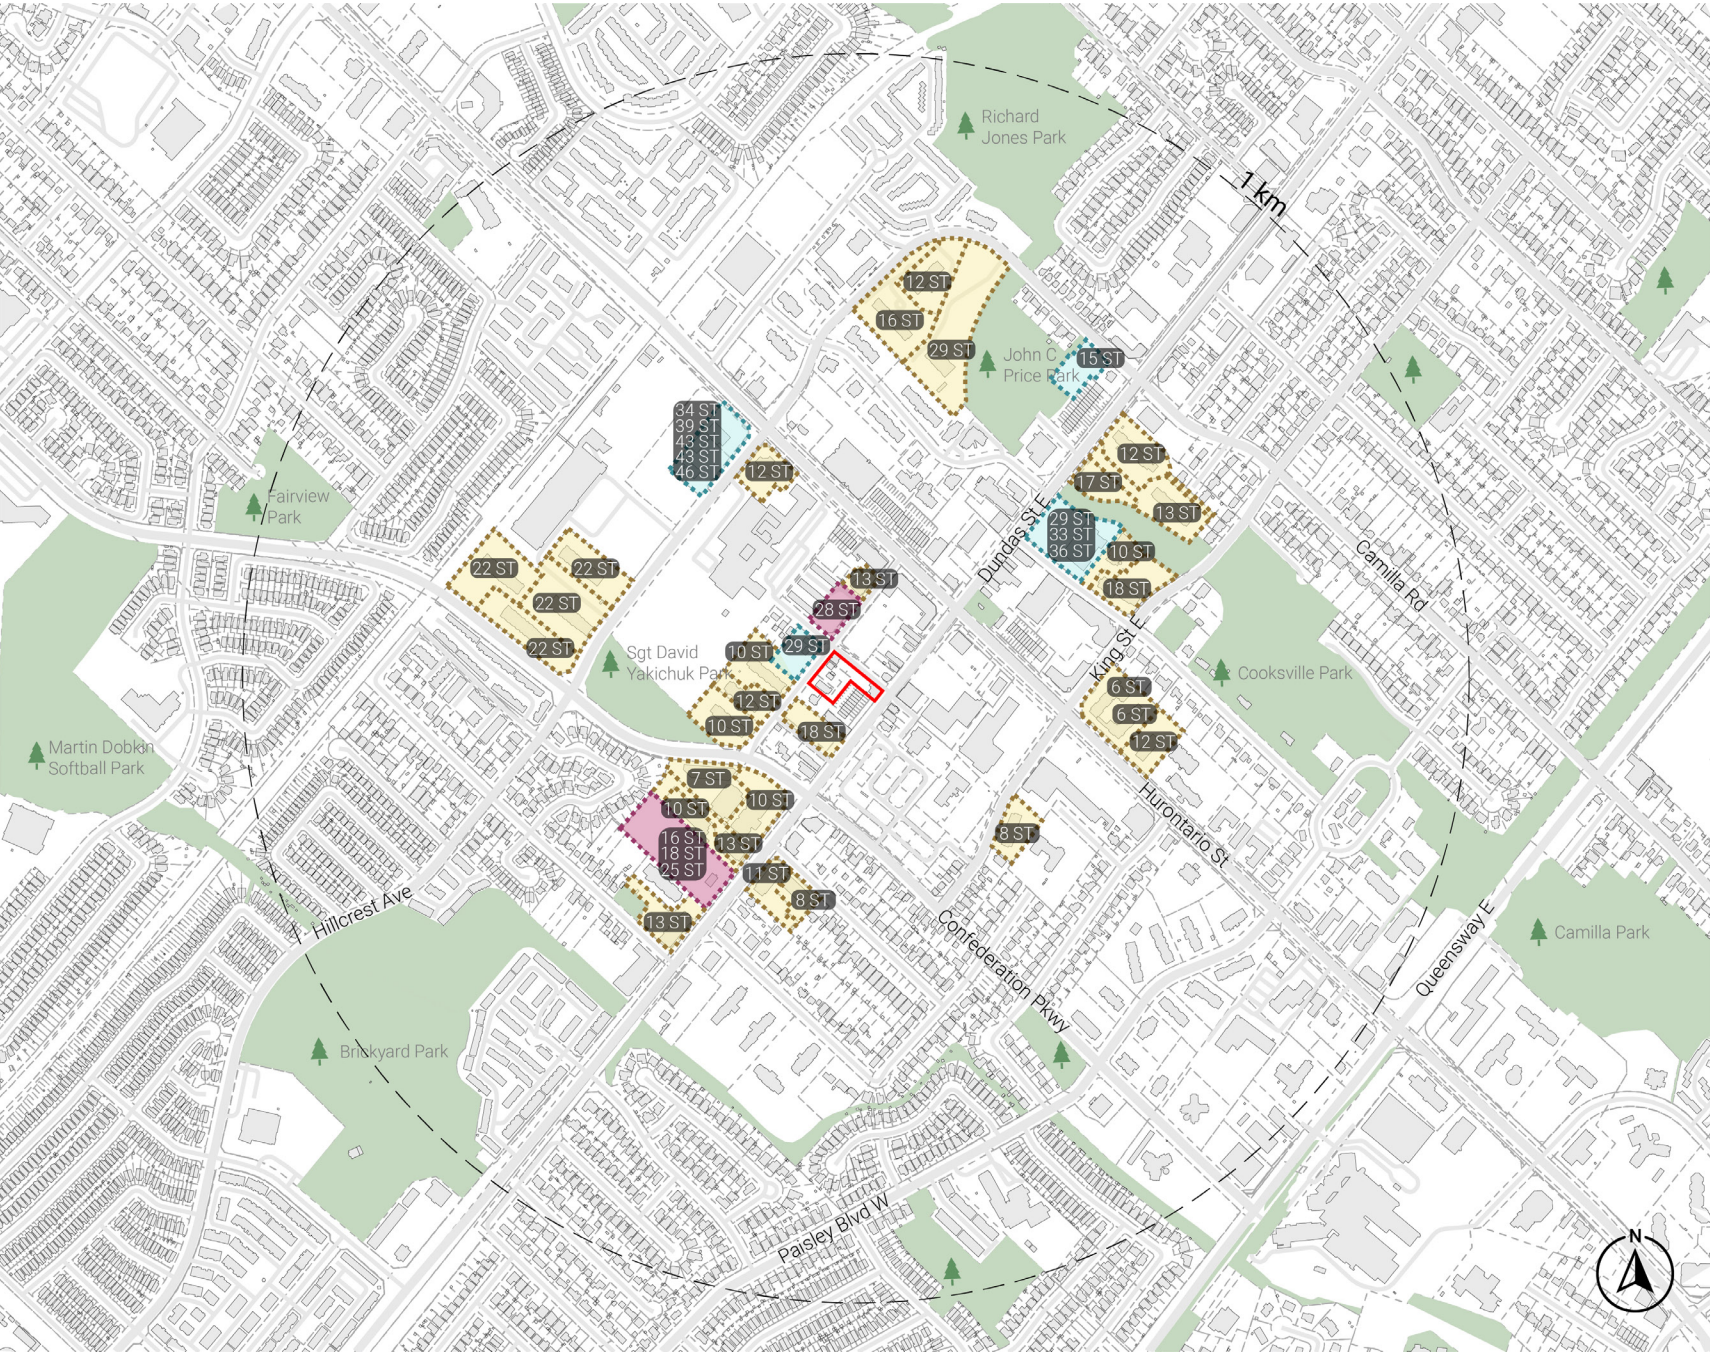 Richard
Jones Park
1 km
12 ST
16 ST
29 ST
John C
Price Park
15 ST
34 ST
39 ST
43 ST
43 ST
46 ST
12 ST
12 ST
17 ST
13 ST
Fairview
Park
Dundas St E
29 ST
33 ST
36 ST
10 ST
18 ST
Camilla Rd
22 ST
22 ST
22 ST
22 ST
13 ST
28 ST
29 ST
10 ST
12 ST
10 ST
18 ST
Sgt David
Yakichuk Park
King St E
Cooksville Park
6 ST
6 ST
12 ST
Martin Dobkin
Softball Park
7 ST
10 ST
10 ST
16 ST
18 ST
25 ST
13 ST
11 ST
8 ST
13 ST
8 ST
Hurontario St
Hillcrest Ave
Confederation Pkwy
Queensway E
Camilla Park
Brickyard Park
Paisley Blvd W
N